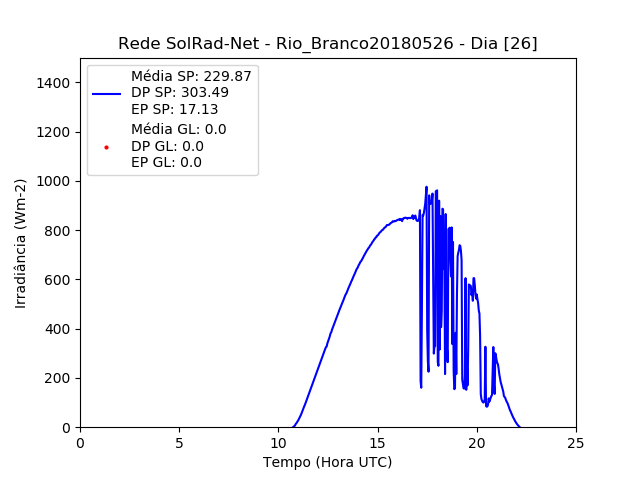 Rede SolRad-Net - Rio_Branco20180526 - Dia [26]
Média SP: 229.87
DP SP: 303.49
EP SP: 17.13
Média GL: 0.0
DP GL: 0.0
EP GL: 0.0
Irradiância (Wm-2)
1400
1200
1000
800
600
400
200
0
0 5 10 15 20 25
Tempo (Hora UTC)